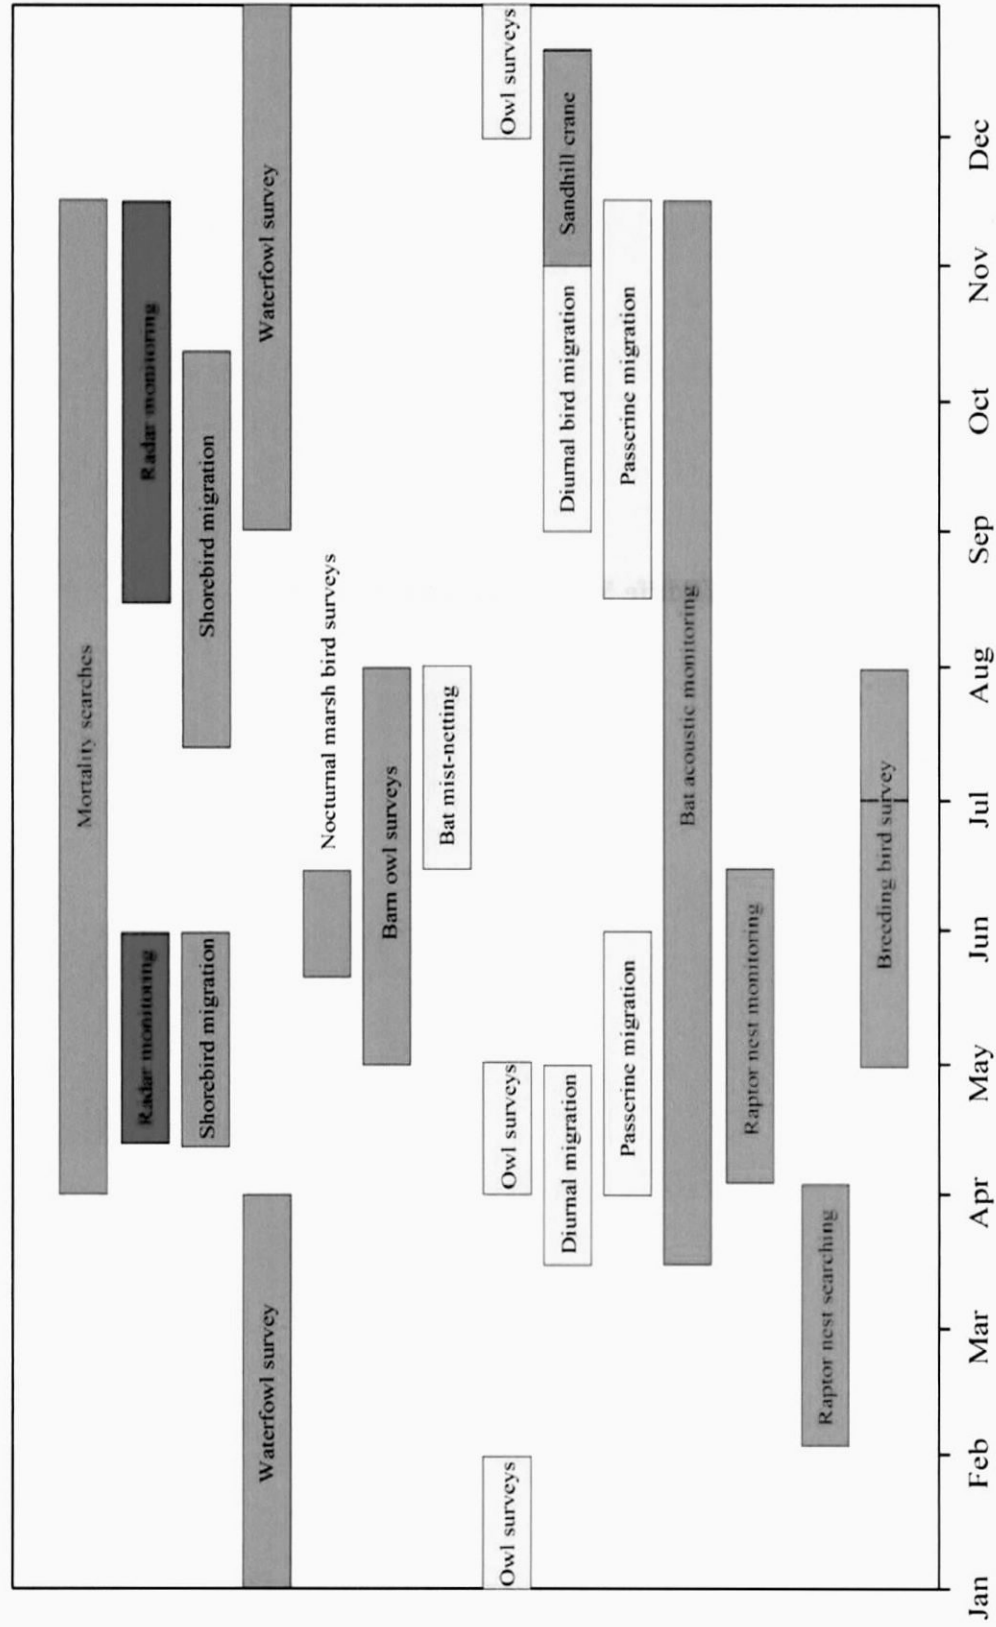 Mortality searches
Radar monitoring
Radar monitoring
Shorebird migration
Shorebird migration
Waterfowl survey
Waterfowl survey
Nocturnal marsh bird surveys
Barn owl surveys
Bat mist-netting
Owl surveys
Owl surveys
Owl surveys
Diurnal migration
Diurnal bird migration
Sandhill crane
Passerine migration
Passerine migration
Bat acoustic monitoring
Raptor nest monitoring
Raptor nest searching
Breeding bird survey
Jan
Feb
Mar
Apr
May
Jun
Jul
Aug
Sep
Oct
Nov
Dec